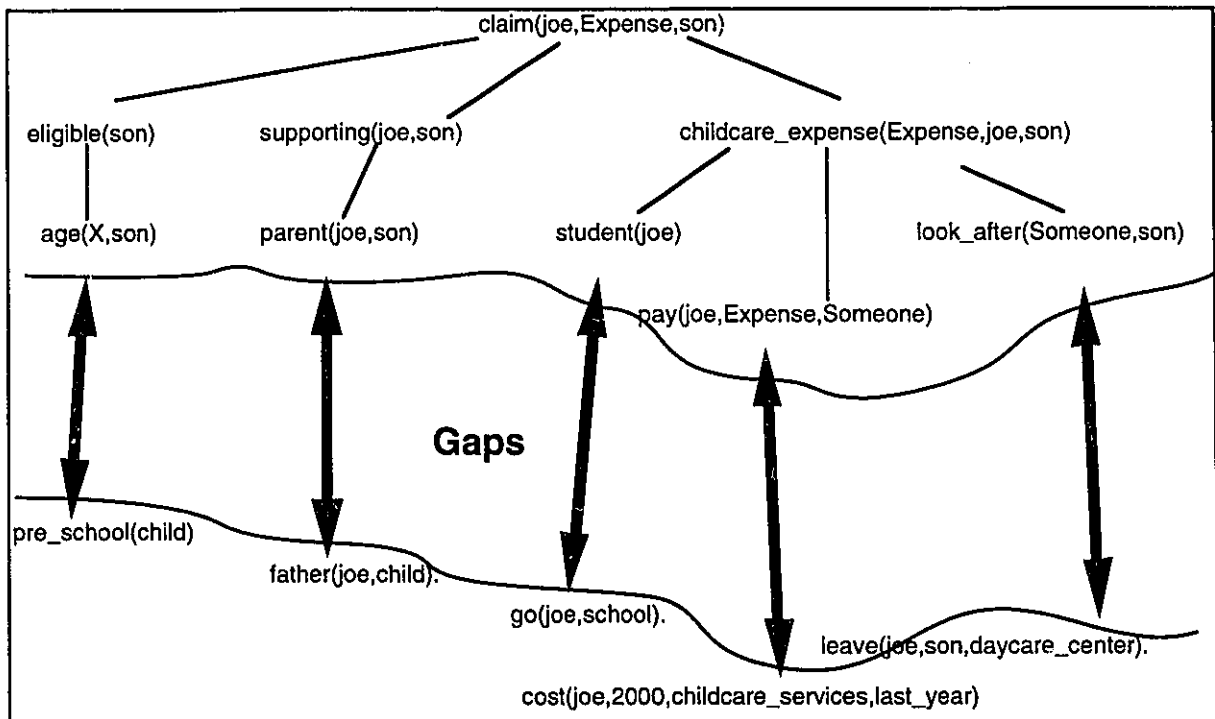 claim(joe,Expense,son)
eligible(son)
supporting(joe,son)
childcare_expense(Expense,joe,son)
age(X,son)
parent(joe,son)
student(joe)
look_after(Someone,son)
pay(joe,Expense,Someone)
Gaps
pre_school(child)
father(joe,child).
go(joe,school).
leave(joe,son,daycare_center).
cost(joe,2000,childcare_services,last_year)